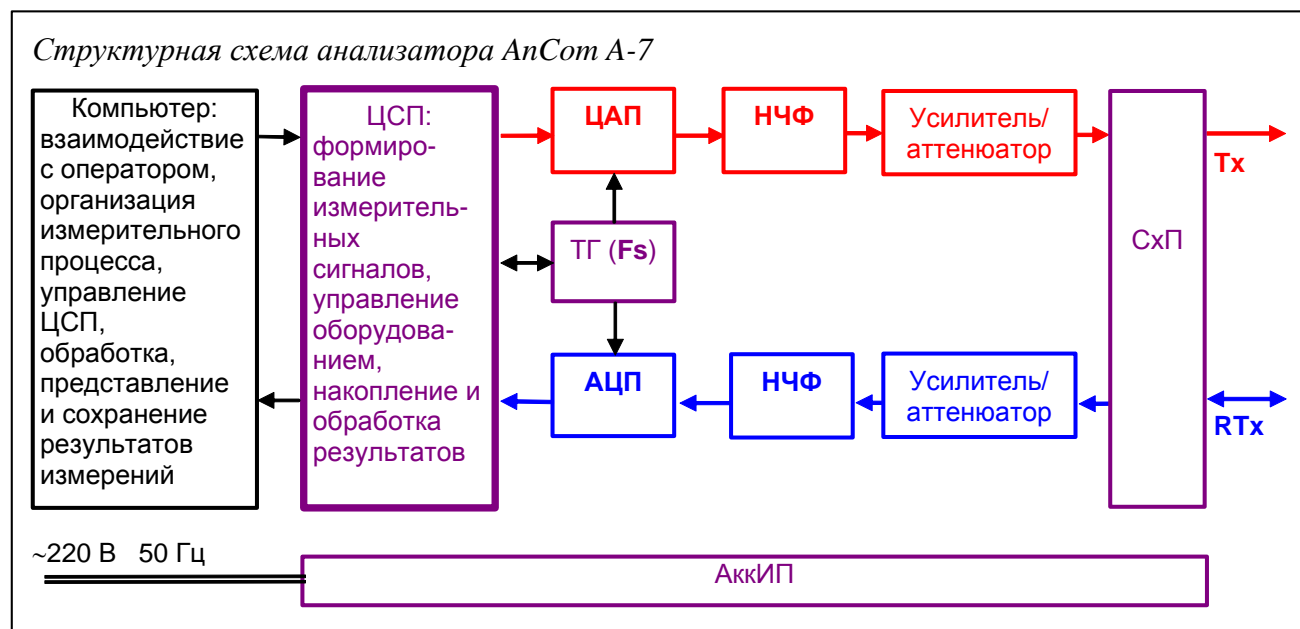 Структурная схема анализатора AnCom A-7
Компьютер:
взаимодействие
с оператором,
организация
измерительного
процесса,
управление
ЦСП,
обработка,
представление
и сохранение
результатов
измерений
ЦСП:
формиро-
вание
измеритель-
ных
сигналов,
управление
оборудова-
нием,
накопление и
обработка
результатов
ЦАП
НЧФ
Усилитель/
аттенюатор
Tx
ТГ (Fs)
СхП
АЦП
НЧФ
Усилитель/
аттенюатор
RTx
~220 В 50 Гц
АккИП